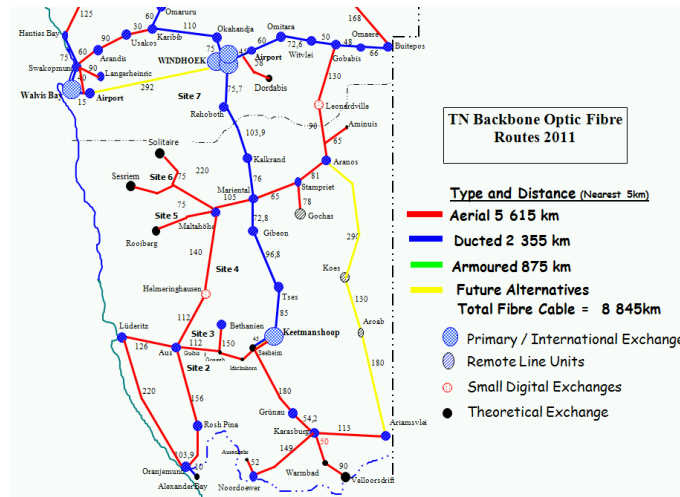 125
Omaruru
Henties Bay
60
60
Karibib
110
Okahandja
Omitara
Omaere
168
90
30
Usakos
Arandis
75
Swakopmund
90
Langerheinsic
WINDHOEK
75
45
Airport
60
72,6
50
Witvlei
48
66
Gobabis
Buitepos
58
Dordabis
292
Walvis Bay
15
Airport
Site 7
75,7
Rahoboth
130
Leonardville
90
65
Aminuis
TN Backbone Optic Fibre
Routes 2011
Solitaire
103,9
Kalkrand
Aranos
Sesriem
Site 6
75
220
76
81
Stampriet
Mariental
105
65
78
Gochas
75
75
Site 5
Rooiberg
Maltahöhe
72,8
Gibeon
Type and Distance (Nearest 5km)
Aerial 5 615 km
Ducted 2 355 km
Armoured 875 km
Future Alternatives
Total Fibre Cable = 8 845km
Primary / International Exchange
Remote Line Units
Small Digital Exchanges
Theoretical Exchange
140
Site 4
96,8
290
Koes
Helmeringhausen
Tses
85
130
112
Site 3
Bethanien
Keetmanshoop
Aroab
Lüderitz
126
Aus
112
Guibis
150
45
Seeheim
Site 2
180
180
220
156
Grünau
54,2
Rosh Pina
Karasburg
50
113
Ariamsvlei
103,9
Oranjemund
10
Alexander Bay
52
149
Noordoewer
Warmbad
90
Velloorsdrift